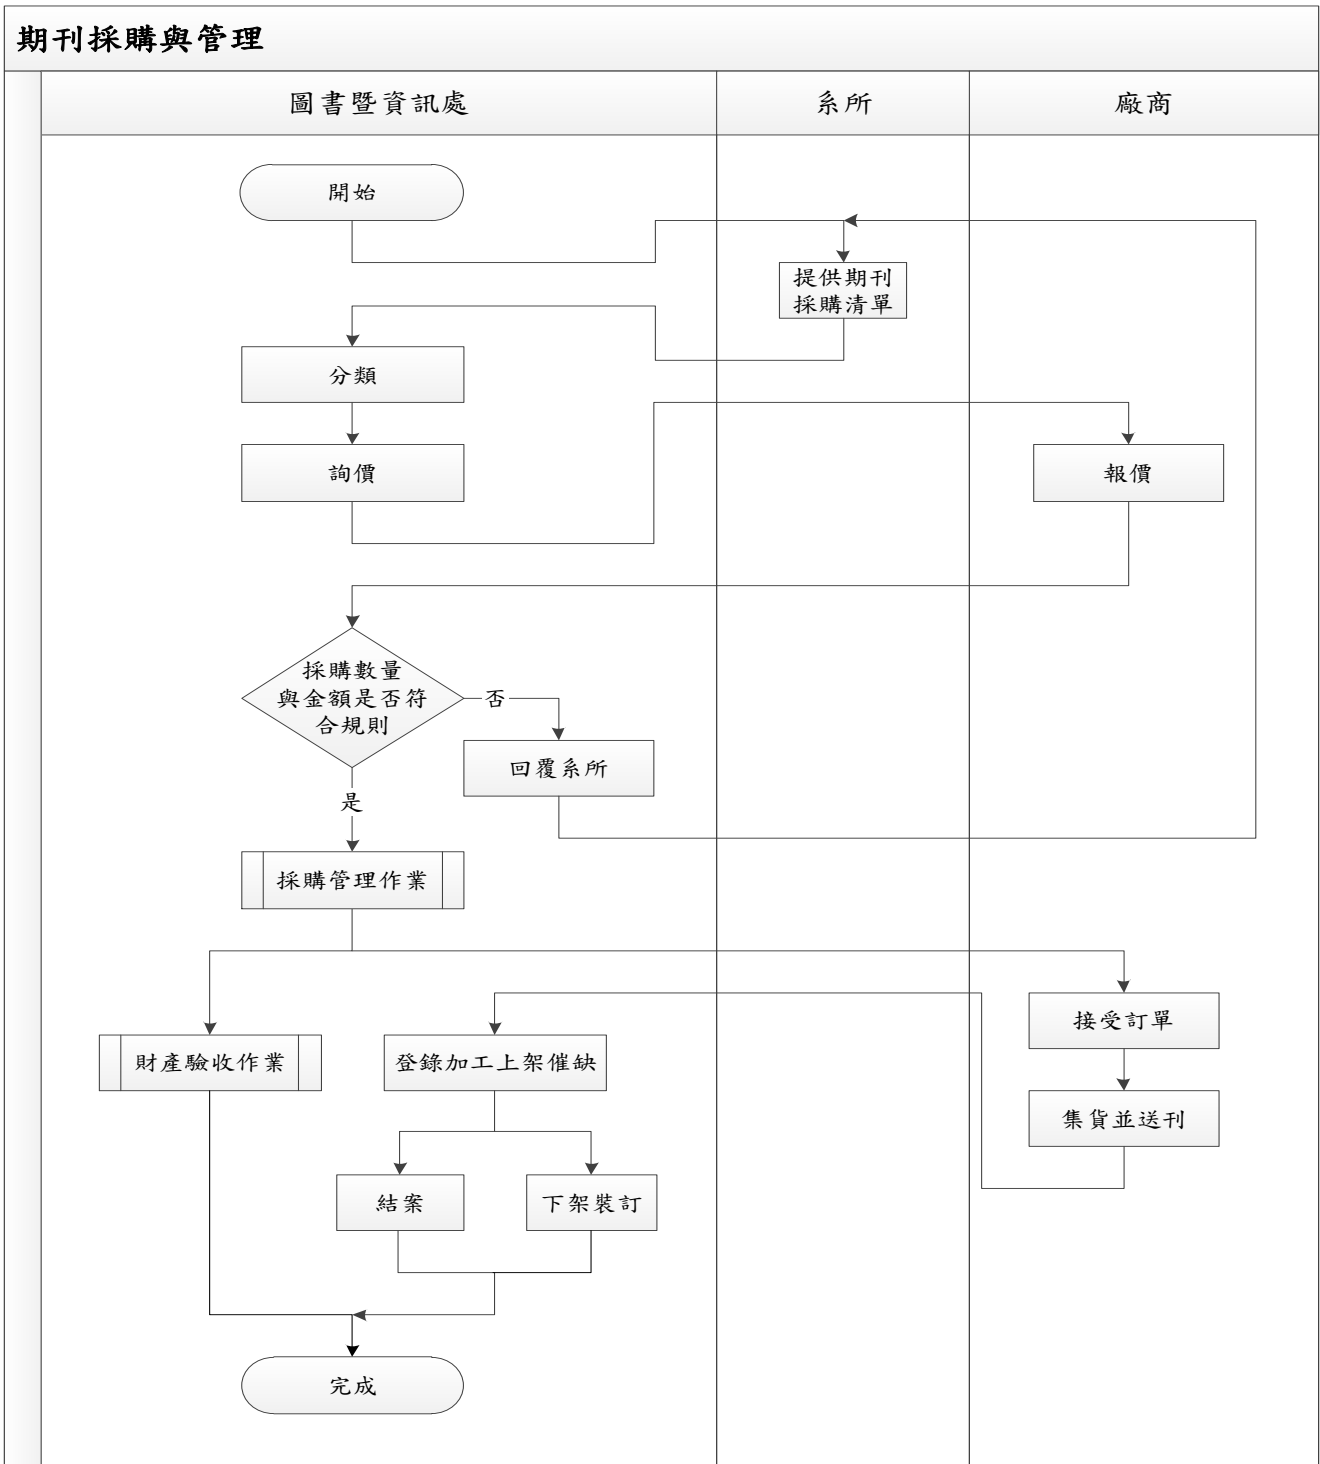 期刊採購與管理
圖書暨資訊處
系所
廠商
開始
提供期刊
採購清單
分類
詢價
報價
採購數量
與金額是否符
合規則
否
回覆系所
是
採購管理作業
接受訂單
財產驗收作業
登錄加工上架催缺
集貨並送刊
結案
下架裝訂
完成